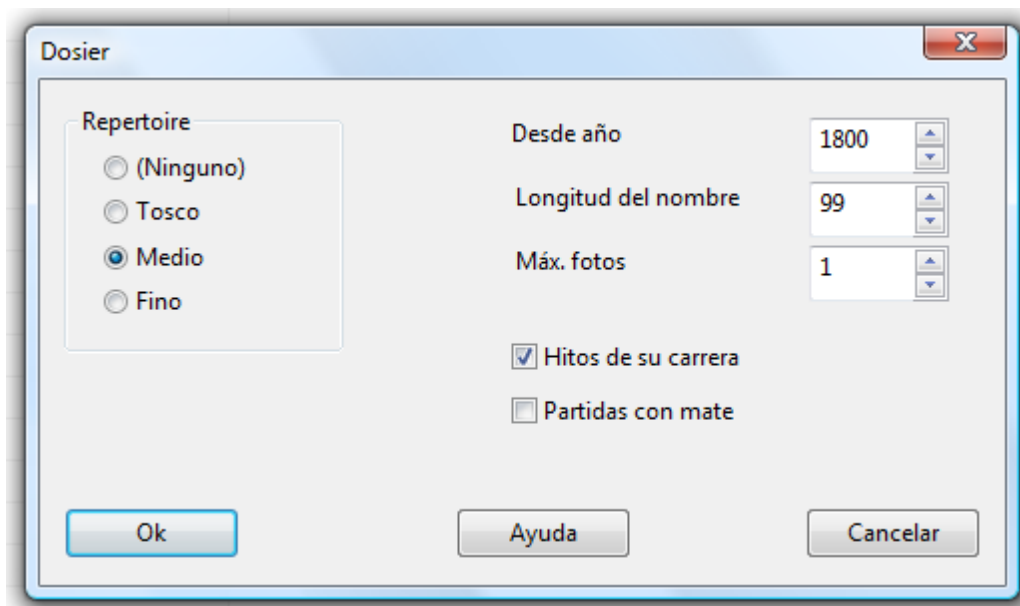 Dosier
Repertoire
(Ninguno)
Tosco
Medio
Fino
Desde año 1800
Longitud del nombre 99
Máx. fotos 1
Hitos de su carrera
Partidas con mate
Ok Ayuda Cancelar